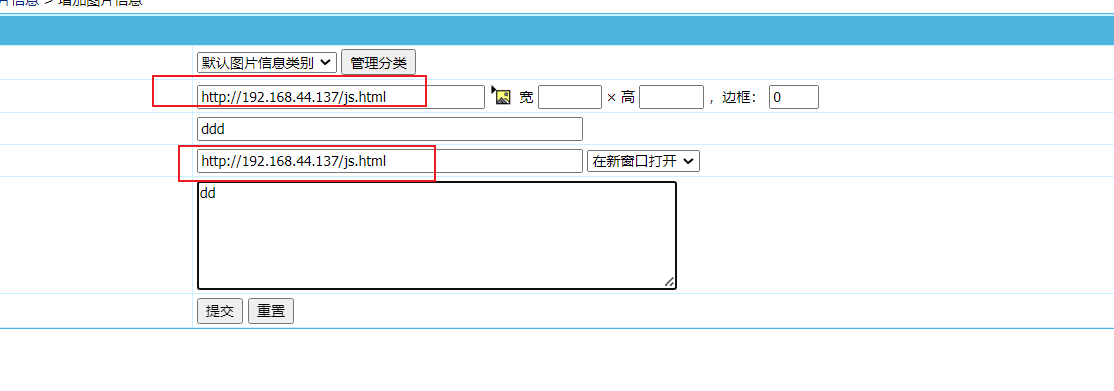 片信息 > 增加图片信息
默认图片信息类别 管理分类
http://192.168.44.137/js.html 宽 × 高 ，边框： 0
ddd
http://192.168.44.137/js.html 在新窗口打开
dd
提交 重置